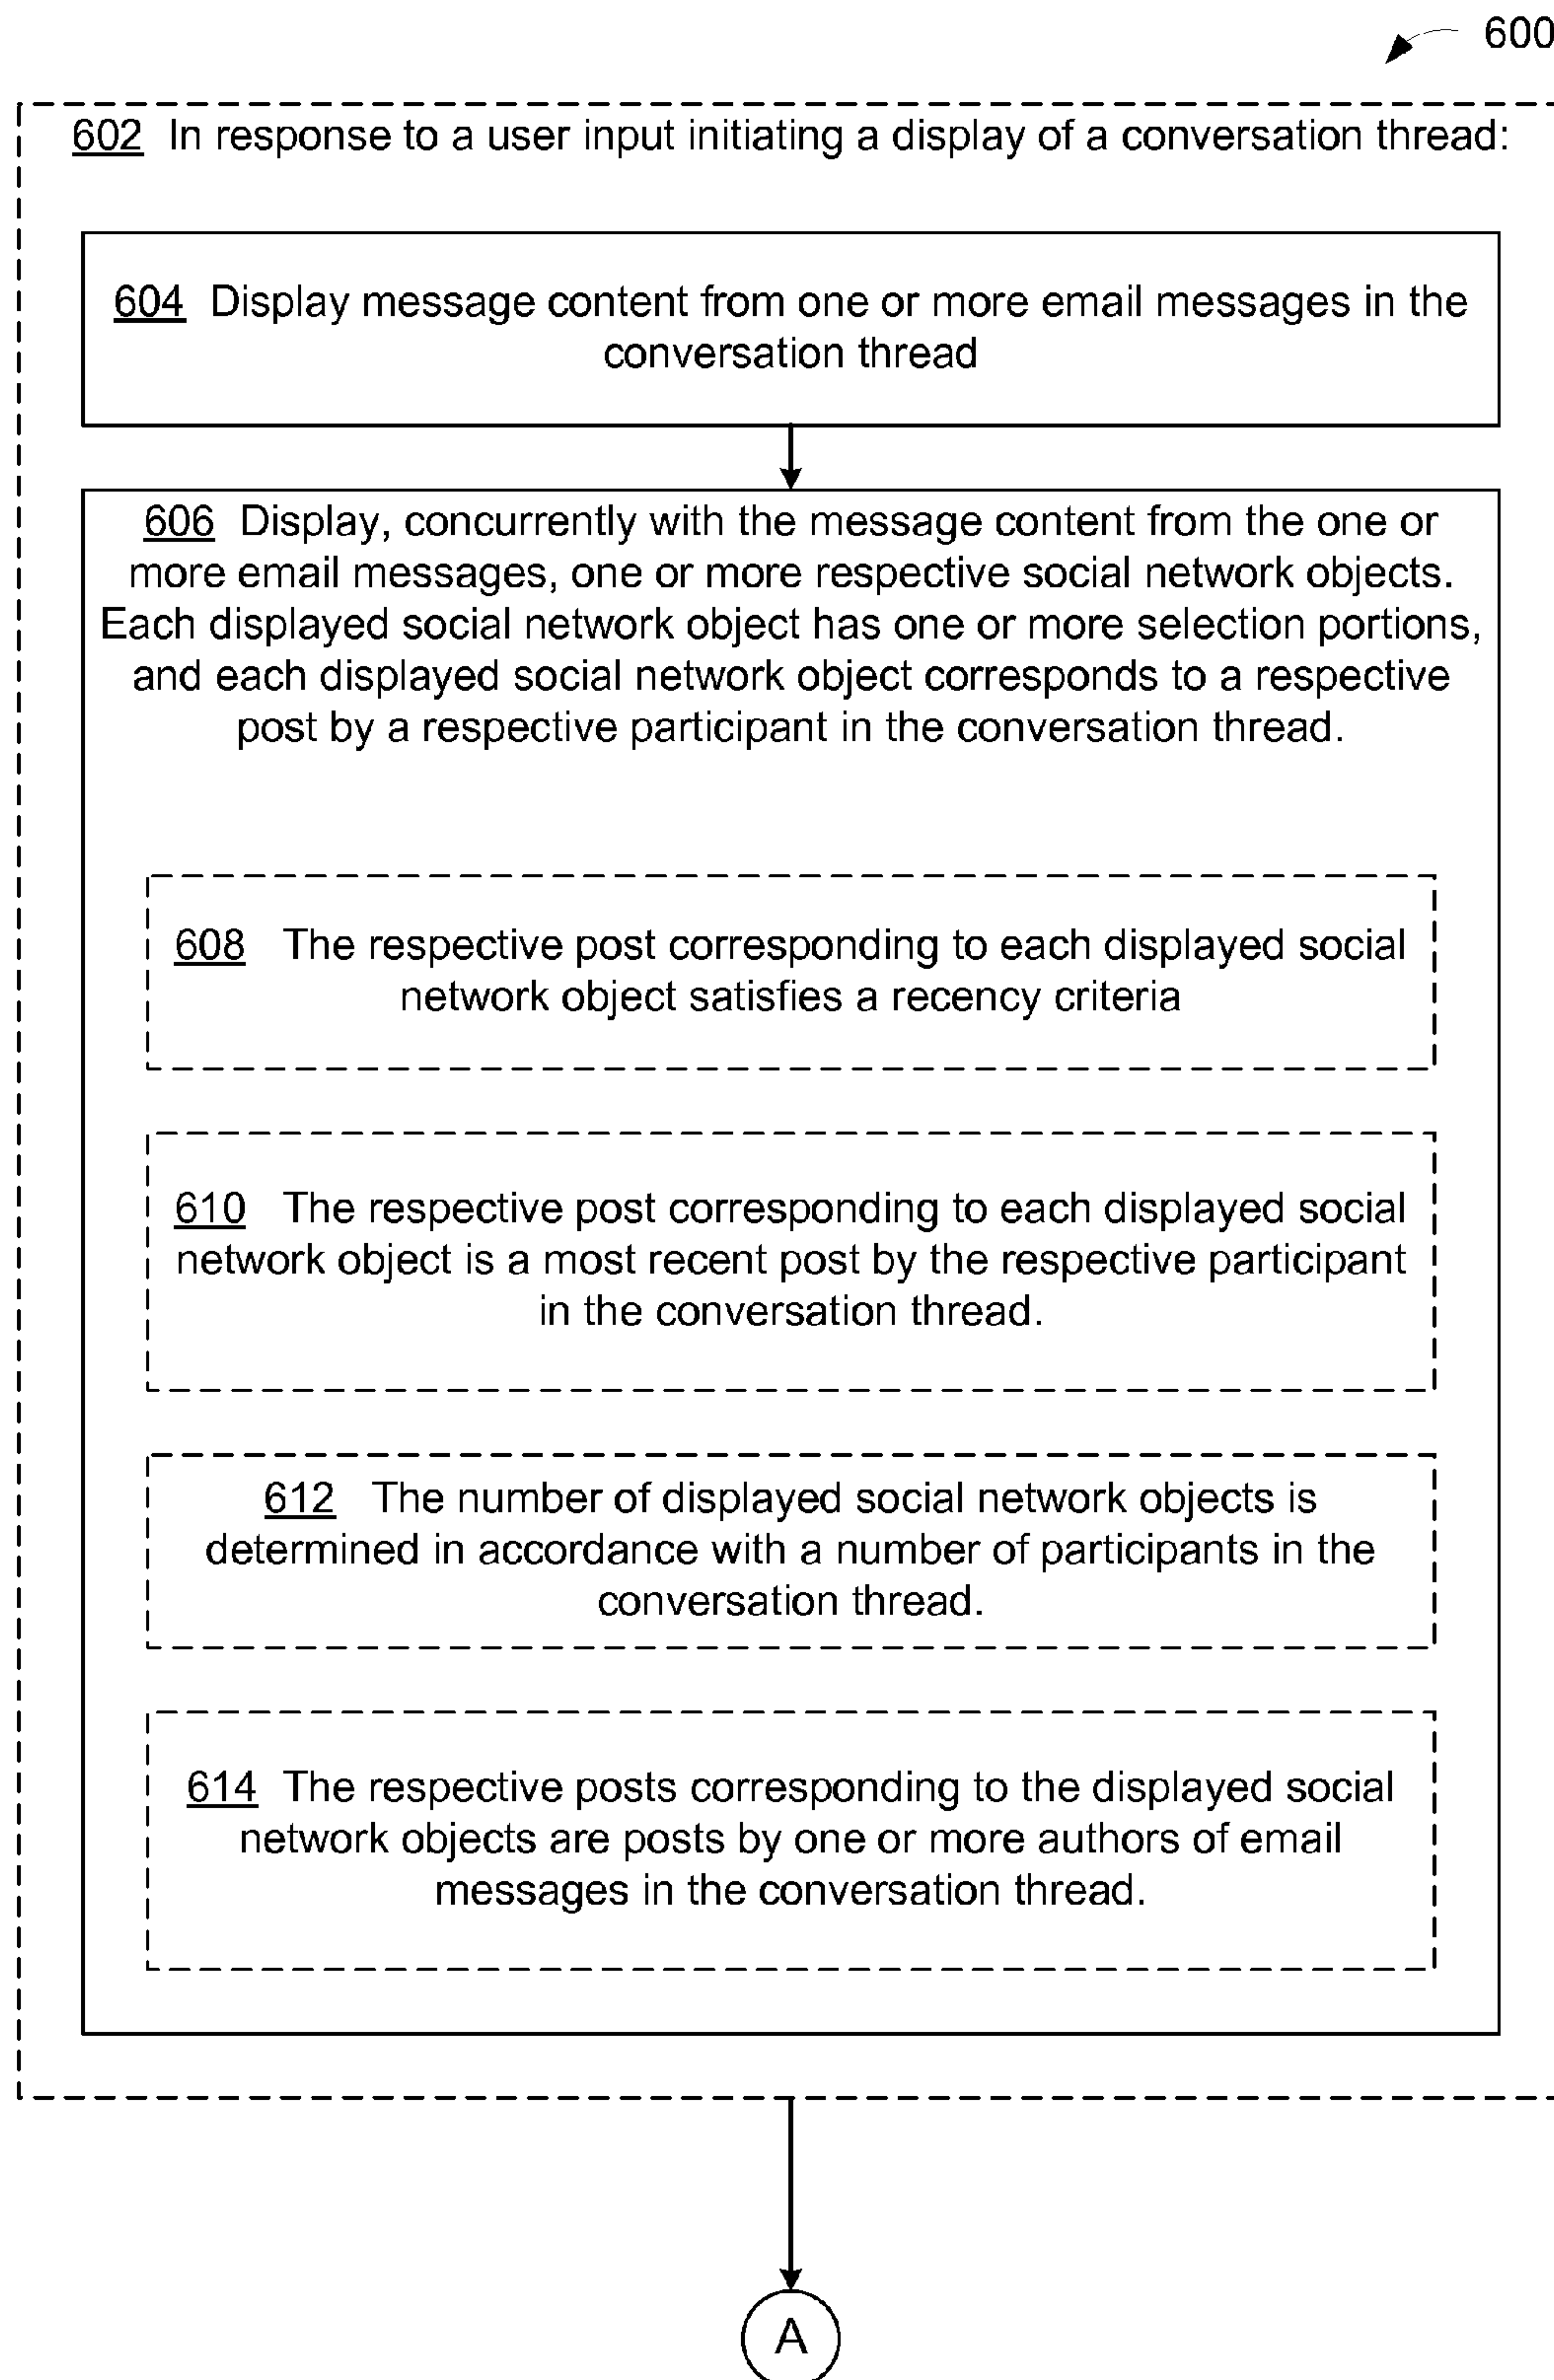 600
602 In response to a user input initiating a display of a conversation thread:
604 Display message content from one or more email messages in the
conversation thread
606 Display, concurrently with the message content from the one or
more email messages, one or more respective social network objects.
Each displayed social network object has one or more selection portions,
and each displayed social network object corresponds to a respective
post by a respective participant in the conversation thread.
608 The respective post corresponding to each displayed social
network object satisfies a recency criteria
610 The respective post corresponding to each displayed social
network object is a most recent post by the respective participant
in the conversation thread.
612 The number of displayed social network objects is
determined in accordance with a number of participants in the
conversation thread.
614 The respective posts corresponding to the displayed social
network objects are posts by one or more authors of email
messages in the conversation thread.
A